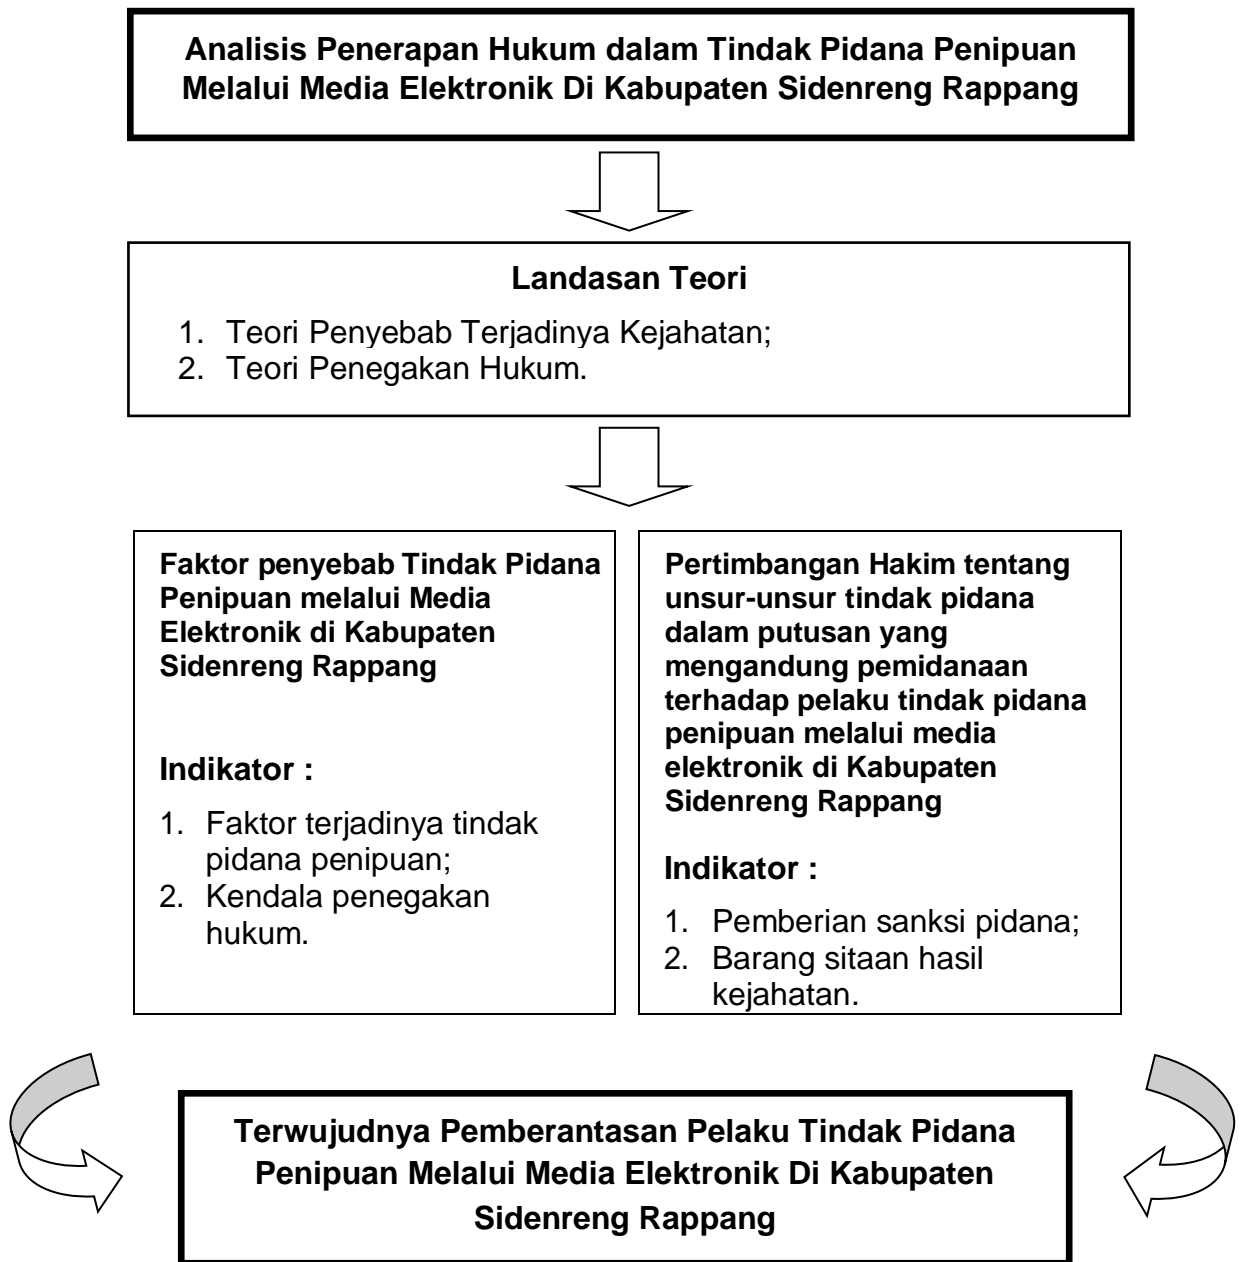 Analisis Penerapan Hukum dalam Tindak Pidana Penipuan
Melalui Media Elektronik Di Kabupaten Sidenreng Rappang
Landasan Teori
1. Teori Penyebab Terjadinya Kejahatan;
2. Teori Penegakan Hukum.
Faktor penyebab Tindak Pidana
Penipuan melalui Media
Elektronik di Kabupaten
Sidenreng Rappang
Indikator :
1. Faktor terjadinya tindak
pidana penipuan;
2. Kendala penegakan
hukum.
Pertimbangan Hakim tentang
unsur-unsur tindak pidana
dalam putusan yang
mengandung pemidanaan
terhadap pelaku tindak pidana
penipuan melalui media
elektronik di Kabupaten
Sidenreng Rappang
Indikator :
1. Pemberian sanksi pidana;
2. Barang sitaan hasil
kejahatan.
Terwujudnya Pemberantasan Pelaku Tindak Pidana
Penipuan Melalui Media Elektronik Di Kabupaten
Sidenreng Rappang